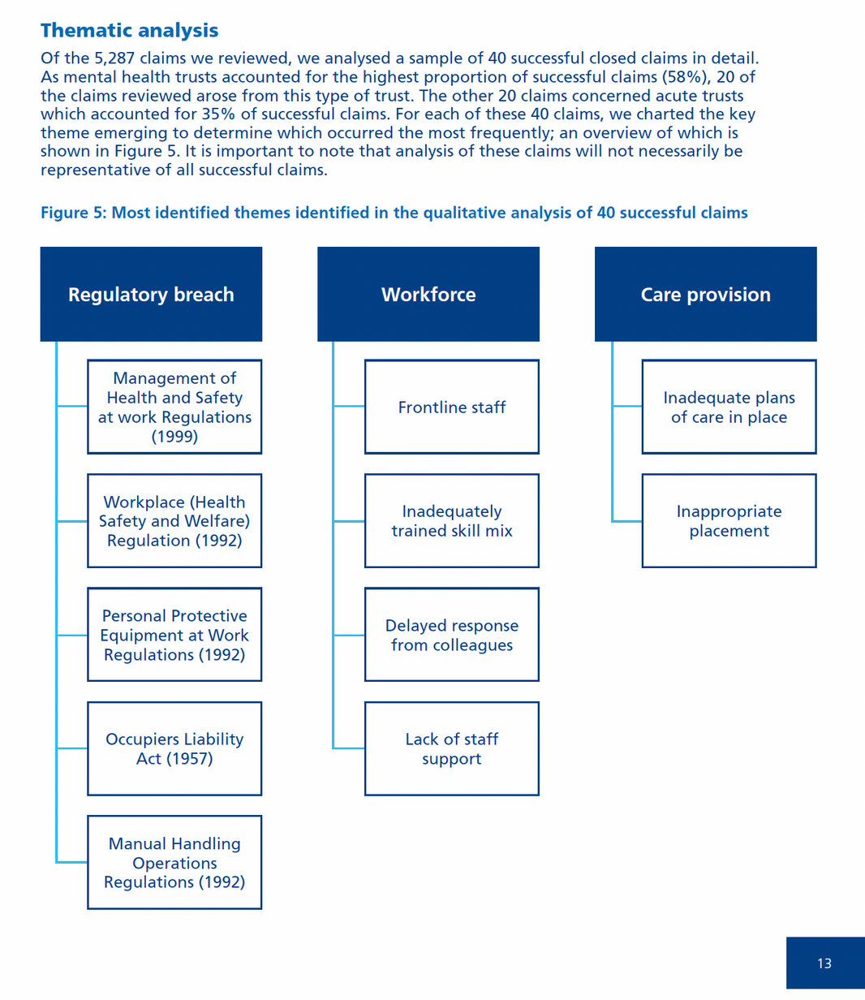 Thematic analysis
Of the 5,287 claims we reviewed, we analysed a sample of 40 successful closed claims in detail.
As mental health trusts accounted for the highest proportion of successful claims (58%), 20 of
the claims reviewed arose from this type of trust. The other 20 claims concerned acute trusts
which accounted for 35% of successful claims. For each of these 40 claims, we charted the key
theme emerging to determine which occurred the most frequently; an overview of which is
shown in Figure 5. It is important to note that analysis of these claims will not necessarily be
representative of all successful claims.
Figure 5: Most identified themes identified in the qualitative analysis of 40 successful claims
Regulatory breach
Management of
Health and Safety
at work Regulations
(1999)
Workplace (Health
Safety and Welfare)
Regulation (1992)
Personal Protective
Equipment at Work
Regulations (1992)
Occupiers Liability
Act (1957)
Manual Handling
Operations
Regulations (1992)
Workforce
Frontline staff
Inadequately
trained skill mix
Delayed response
from colleagues
Lack of staff
support
Care provision
Inadequate plans
of care in place
Inappropriate
placement
13